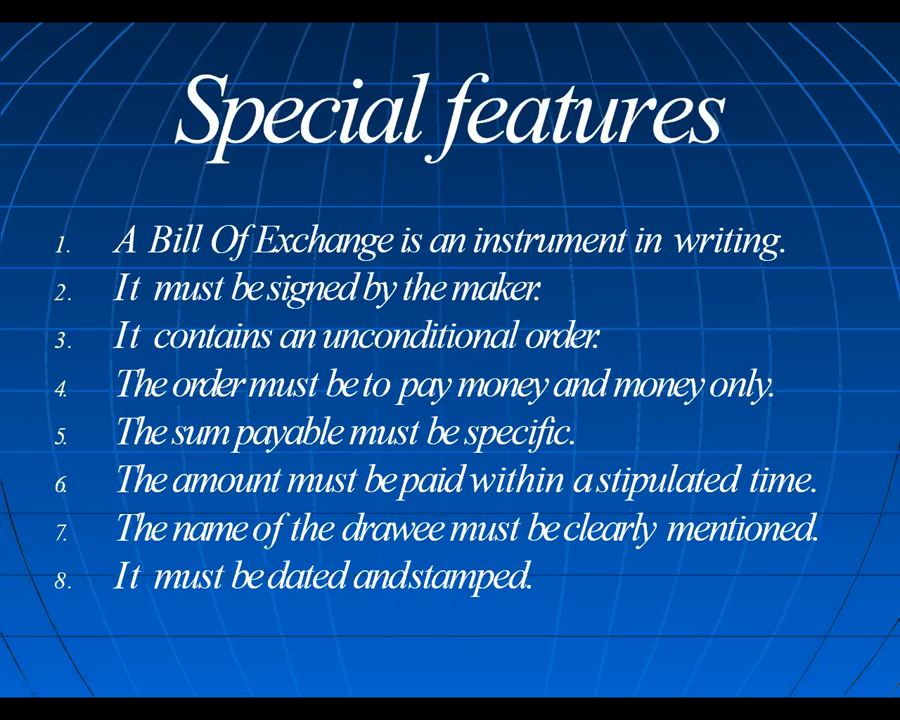 Special features
1. A Bill Of Exchange is an instrument in writing.
2. It must be signed by the maker.
3. It contains an unconditional order.
4. The order must be to pay money and money only.
5. The sum payable must be specific.
6. The amount must be paid within a stipulated time.
7. The name of the drawee must be clearly mentioned.
8. It must be dated and stamped.